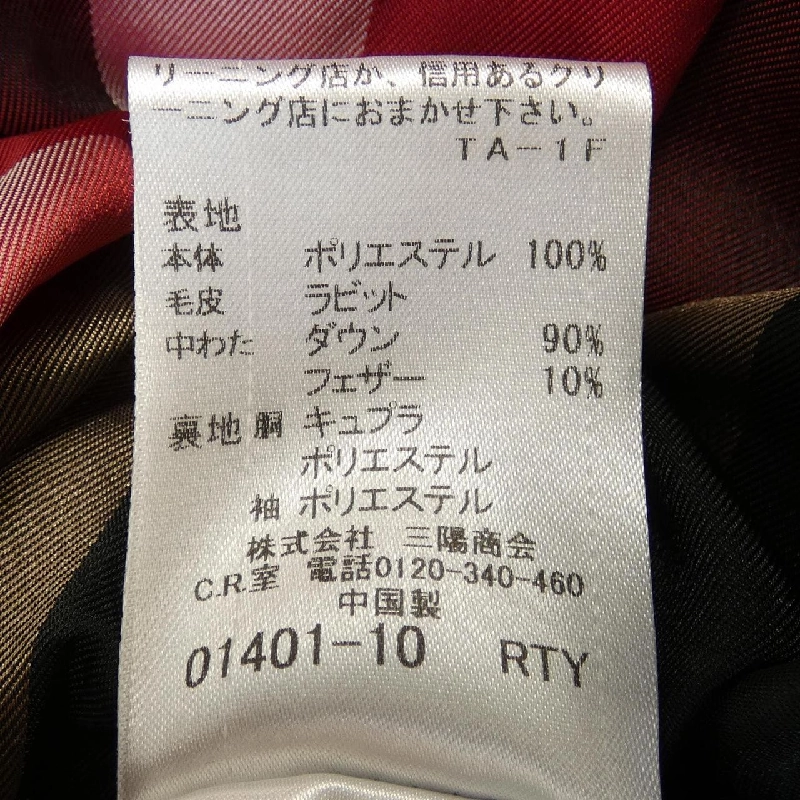 リーニング店か、信用あるクリ
ーニング店におまかせ下さい。
TA-1F
表地
本体 ポリエステル 100%
毛皮 ラビット
中わた ダウン 90%
フェザー 10%
裏地 胴 キュプラ
ポリエステル
袖 ポリエステル
株式会社 三陽商会
C.R.室 電話0120-340-460
中国製
01401-10 RTY